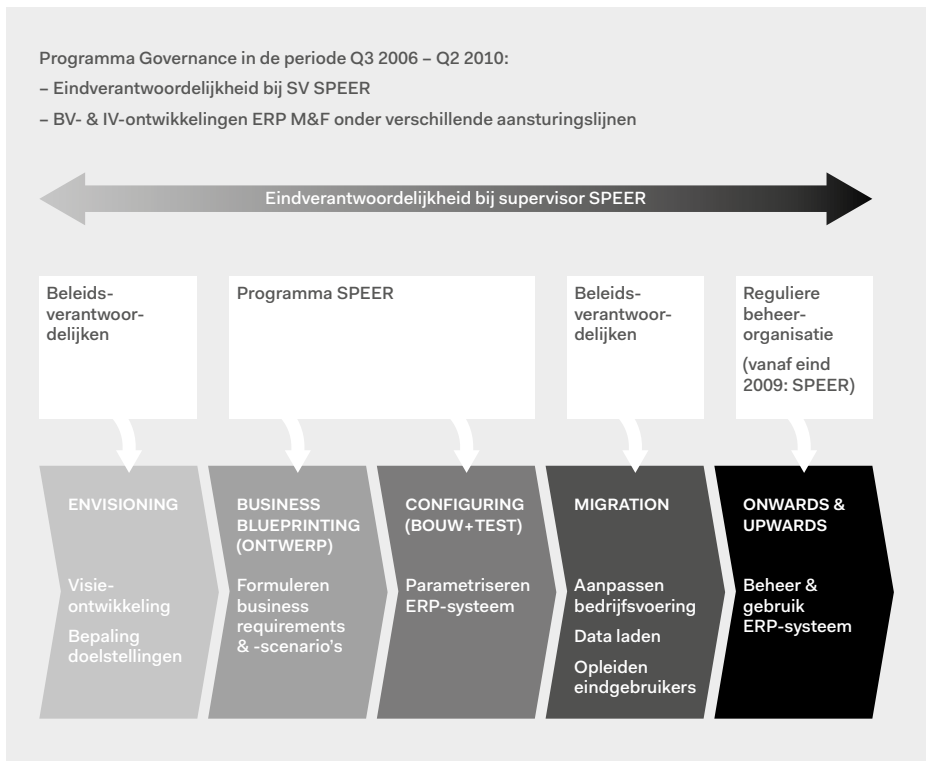 Programma Governance in de periode Q3 2006 – Q2 2010:
– Eindverantwoordelijkheid bij SV SPEER
– BV- & IV-ontwikkelingen ERP M&F onder verschillende aansturingslijnen
Eindverantwoordelijkheid bij supervisor SPEER
Beleids-
verantwoor-
delijken
Programma SPEER
Beleids-
verantwoor-
delijken
Reguliere
beheer-
organisatie
(vanaf eind
2009: SPEER)
ENVISIONING
Visie-
ontwikkeling
Bepaling
doelstellingen
BUSINESS
BLUEPRINTING
(ONTWERP)
Formuleren
business
requirements
& -scenario's
CONFIGURING
(BOUW+TEST)
Parametriseren
ERP-systeem
MIGRATION
Aanpassen
bedrijfsvoering
Data laden
Opleiden
eindgebruikers
ONWARDS &
UPWARDS
Beheer &
gebruik
ERP-systeem